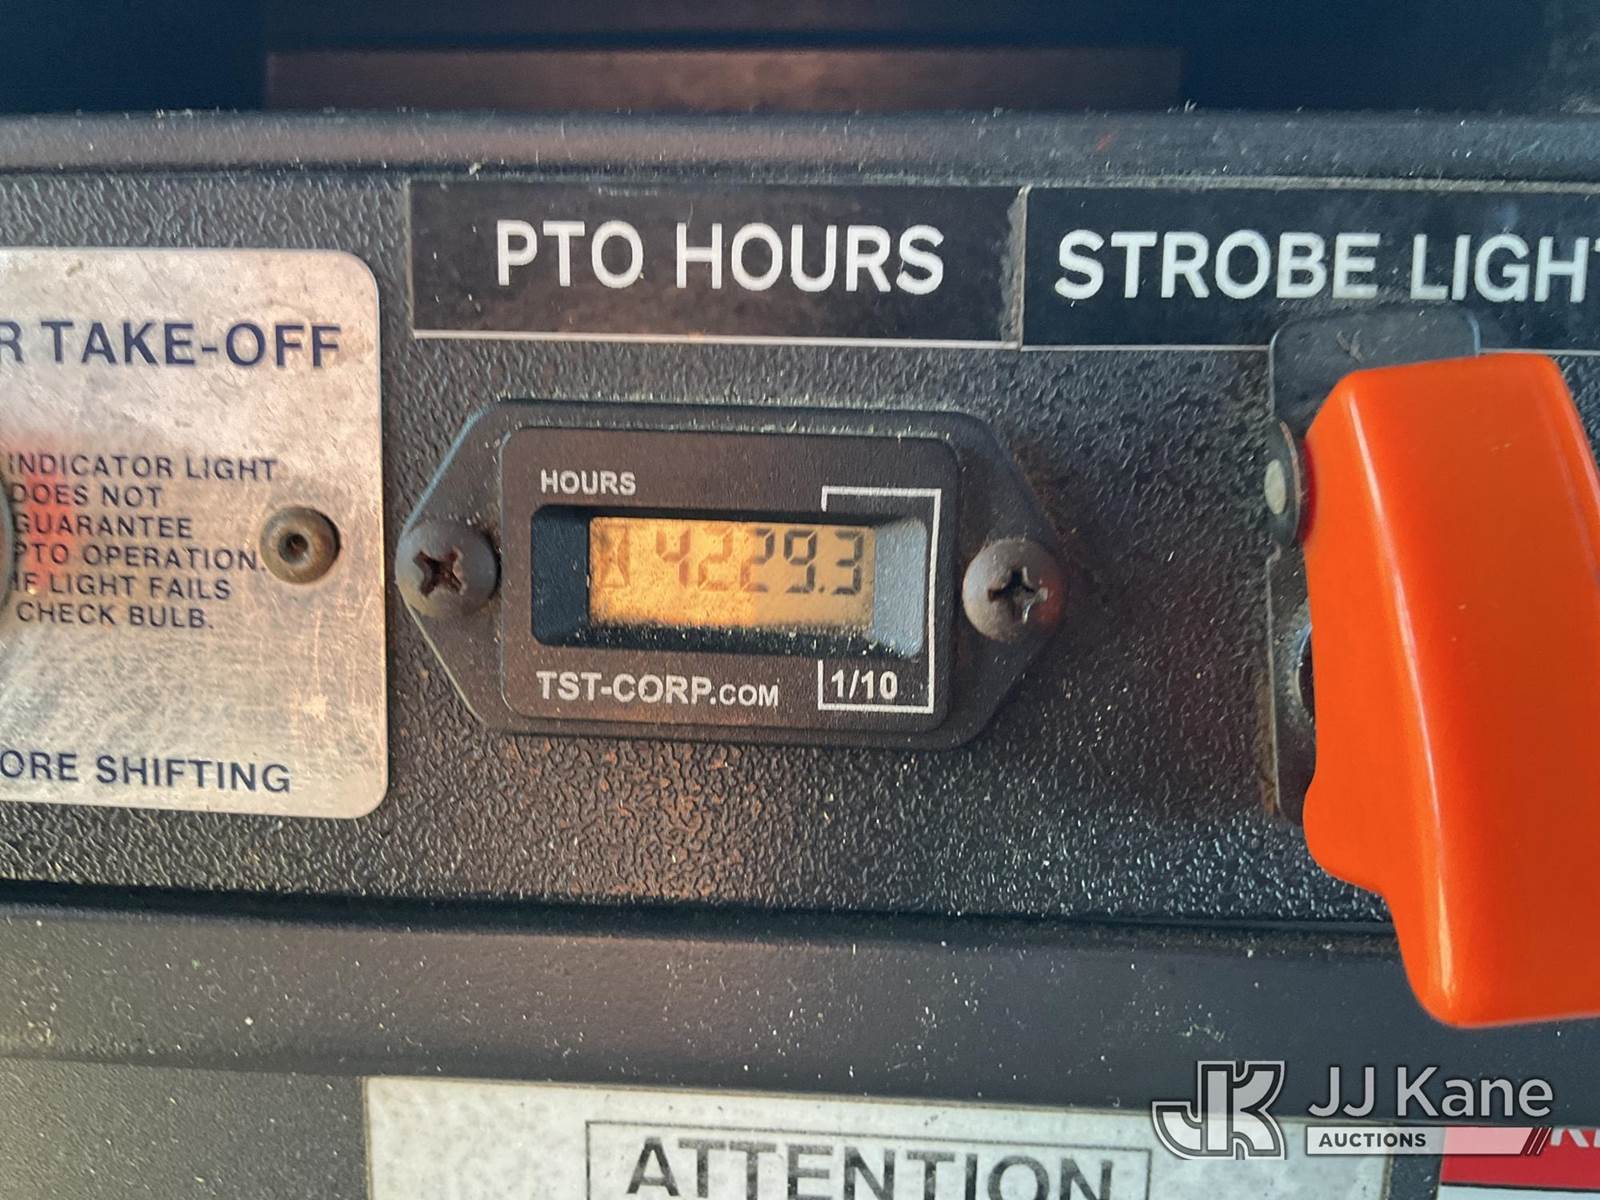 PTO HOURS
STROBE LIGHT
R TAKE-OFF
INDICATOR LIGHT
DOES NOT
GUARANTEE
PTO OPERATION.
IF LIGHT FAILS
CHECK BULB.
ORE SHIFTING
HOURS
4229.3
TST-CORP.COM
1/10
ATTENTION
JK JJ Kane
AUCTIONS